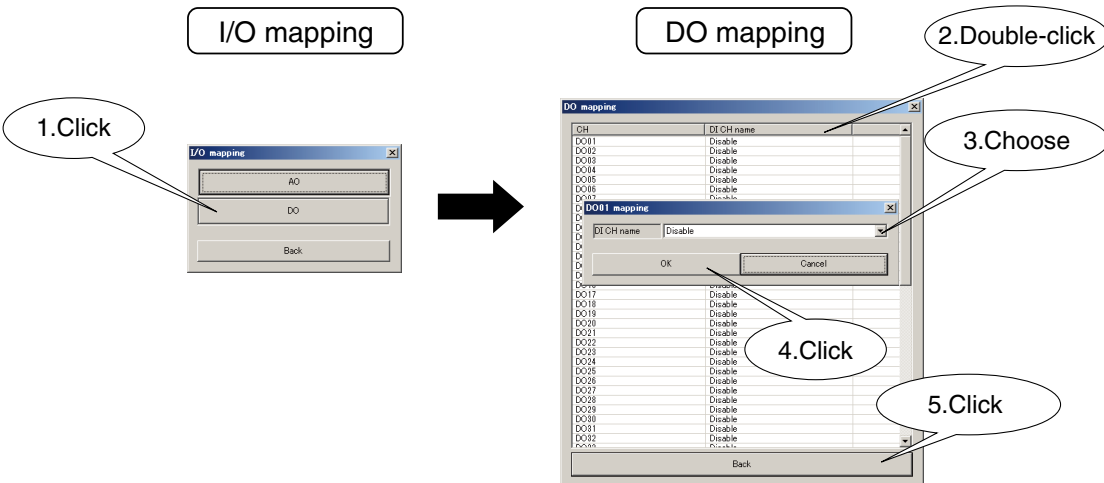 I/O mapping
DO mapping
2.Double-click
1.Click
3.Choose
I/O mapping
AO
DO
Back
DO mapping
CH DI CH name
DO01 Disable
DO02 Disable
DO03 Disable
DO04 Disable
DO05 Disable
DO06 Disable
DO01 mapping
DI CH name Disable
OK Cancel
DO17 Disable
DO18 Disable
DO19 Disable
DO20 Disable
DO21 Disable
DO22 Disable
DO23 Disable
DO24 Disable
DO25 Disable
DO26 Disable
DO27 Disable
DO28 Disable
DO29 Disable
DO30 Disable
DO31 Disable
DO32 Disable
4.Click
5.Click
Back